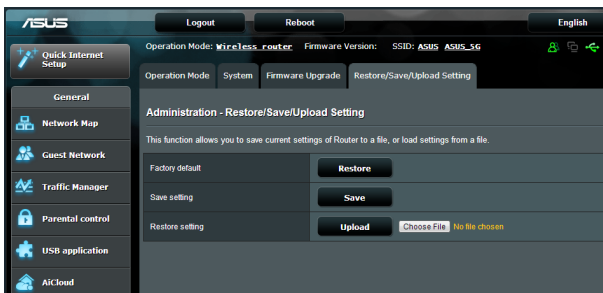 ASUS Logout Reboot English
Quick Internet Setup
Operation Mode: Wireless router Firmware Version: SSID: ASUS ASUS_5G
Operation Mode System Firmware Upgrade Restore/Save/Upload Setting
General
Network Map
Guest Network
Traffic Manager
Parental control
USB application
AiCloud
Administration - Restore/Save/Upload Setting
This function allows you to save current settings of Router to a file, or load settings from a file.
Factory default Restore
Save setting Save
Restore setting Upload Choose File No file chosen